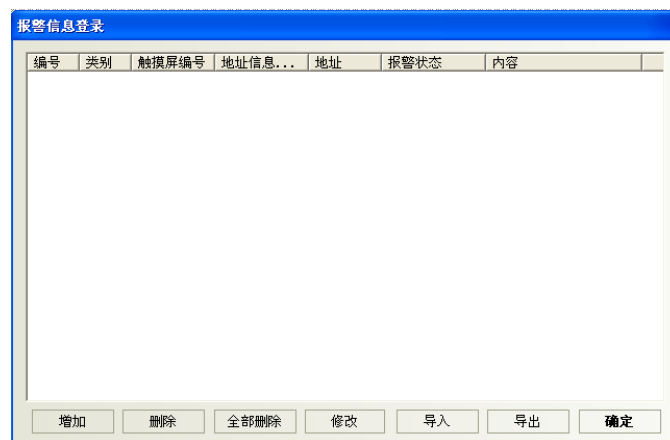 报警信息登录
编号 类别 触摸屏编号 地址信息... 地址 报警状态 内容
增加 删除 全部删除 修改 导入 导出 确定